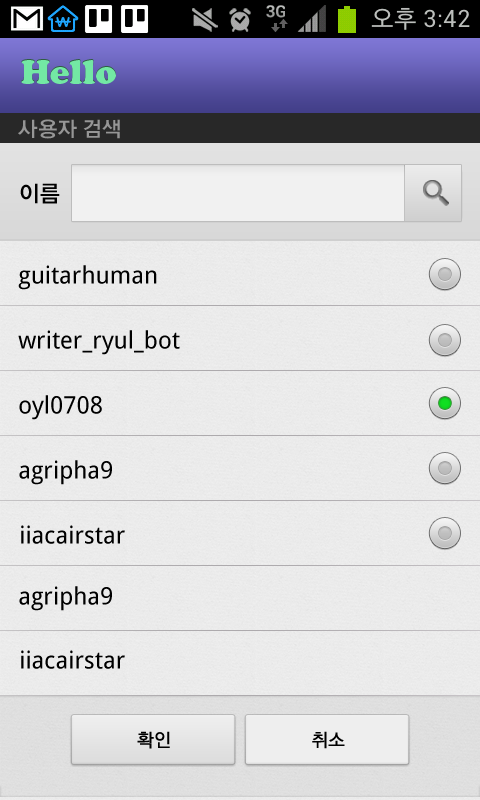 3G
오후 3:42
Hello
사용자 검색
이름
guitarhuman
writer_ryul_bot
oyl0708
agripha9
iiacairstar
agripha9
iiacairstar
확인
취소